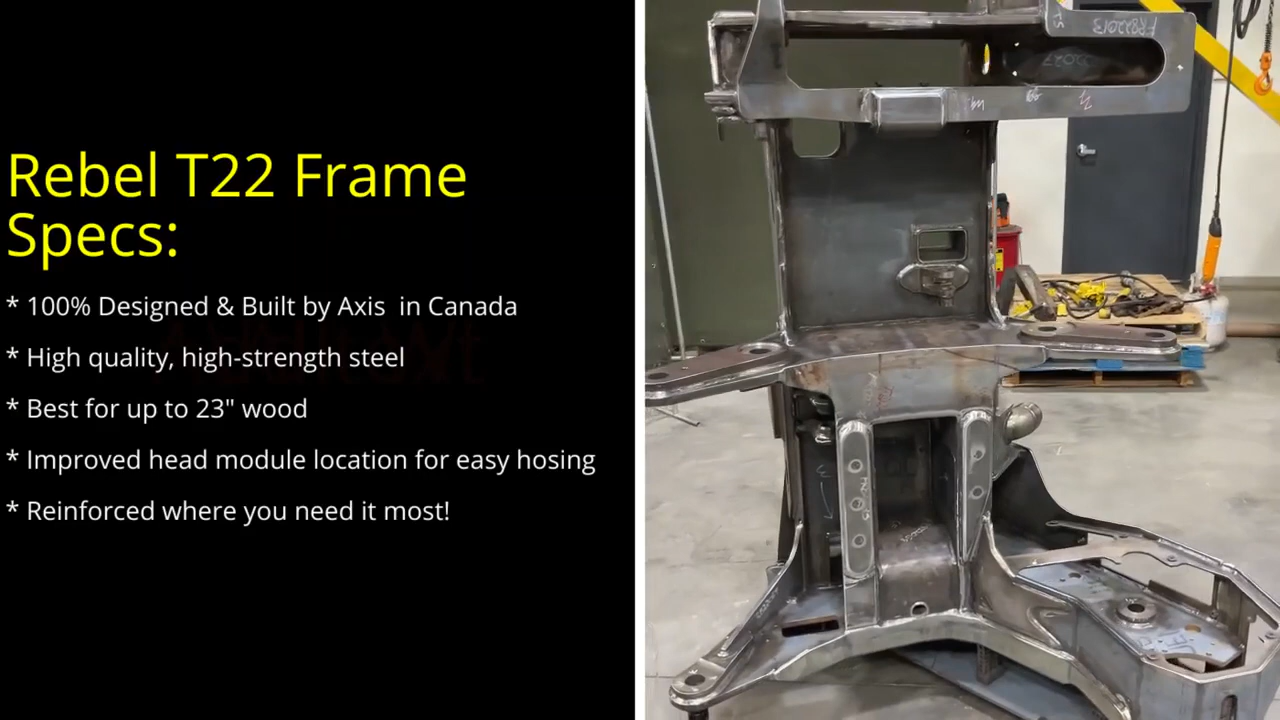 Rebel T22 Frame
Specs:
* 100% Designed & Built by Axis  in Canada
* High quality, high-strength steel
* Best for up to 23" wood
* Improved head module location for easy hosing
* Reinforced where you need it most!